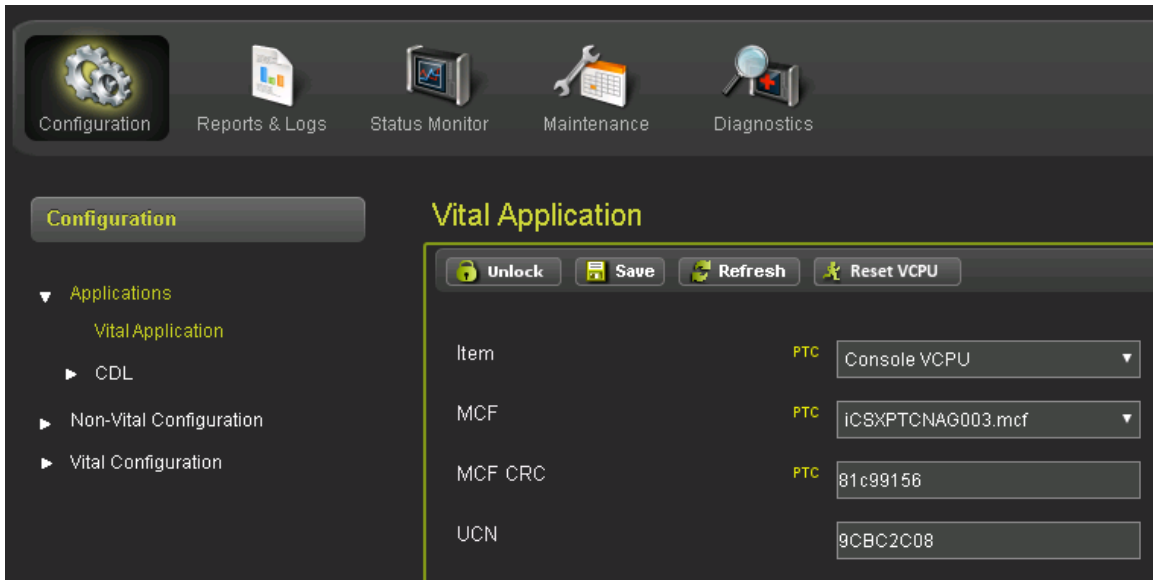 Configuration Reports & Logs Status Monitor Maintenance Diagnostics
Configuration
Applications
Vital Application
CDL
Non-Vital Configuration
Vital Configuration
Vital Application
Unlock Save Refresh Reset VCPU
Item PTC Console VCPU
MCF PTC iCSXPTCNAG003.mcf
MCF CRC PTC 81c99156
UCN 9CBC2C08